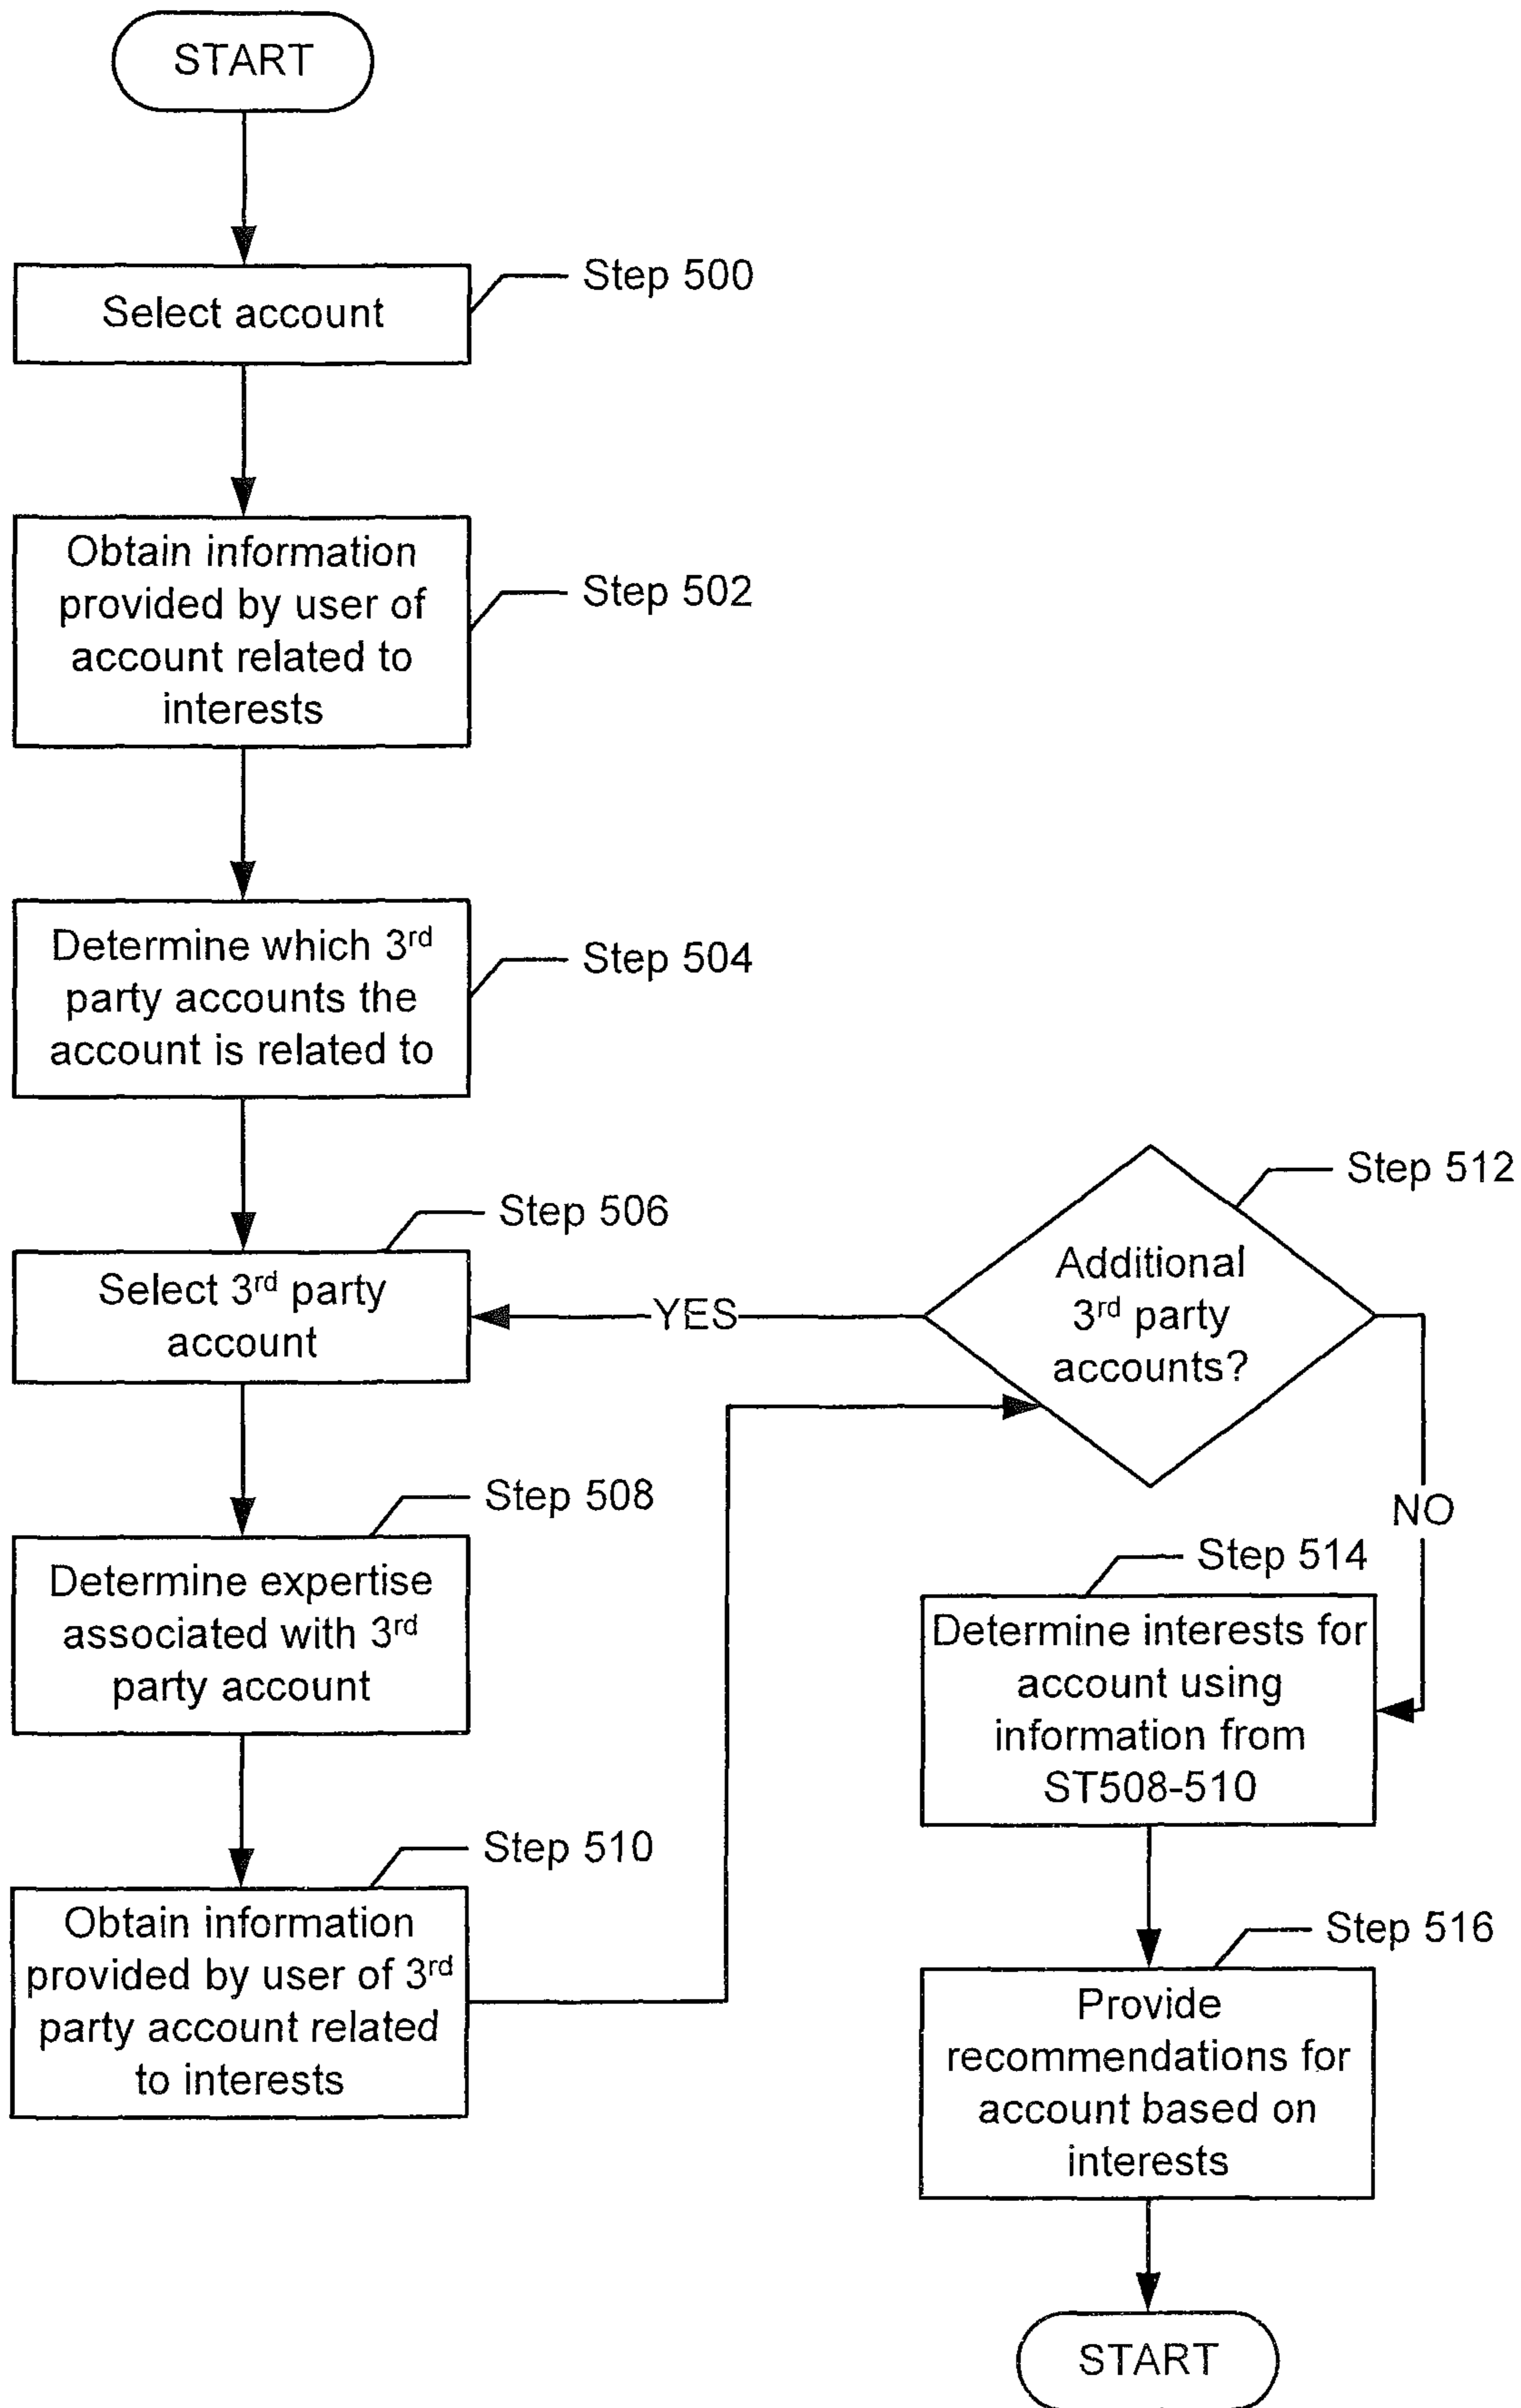 START
Select account
Step 500
Obtain information
provided by user of
account related to
interests
Step 502
Determine which 3rd
party accounts the
account is related to
Step 504
Step 506
Select 3rd party
account
YES
Step 512
Additional
3rd party
accounts?
NO
Step 508
Determine expertise
associated with 3rd
party account
Step 510
Obtain information
provided by user of 3rd
party account related
to interests
Step 514
Determine interests for
account using
information from
ST508-510
Step 516
Provide
recommendations for
account based on
interests
START